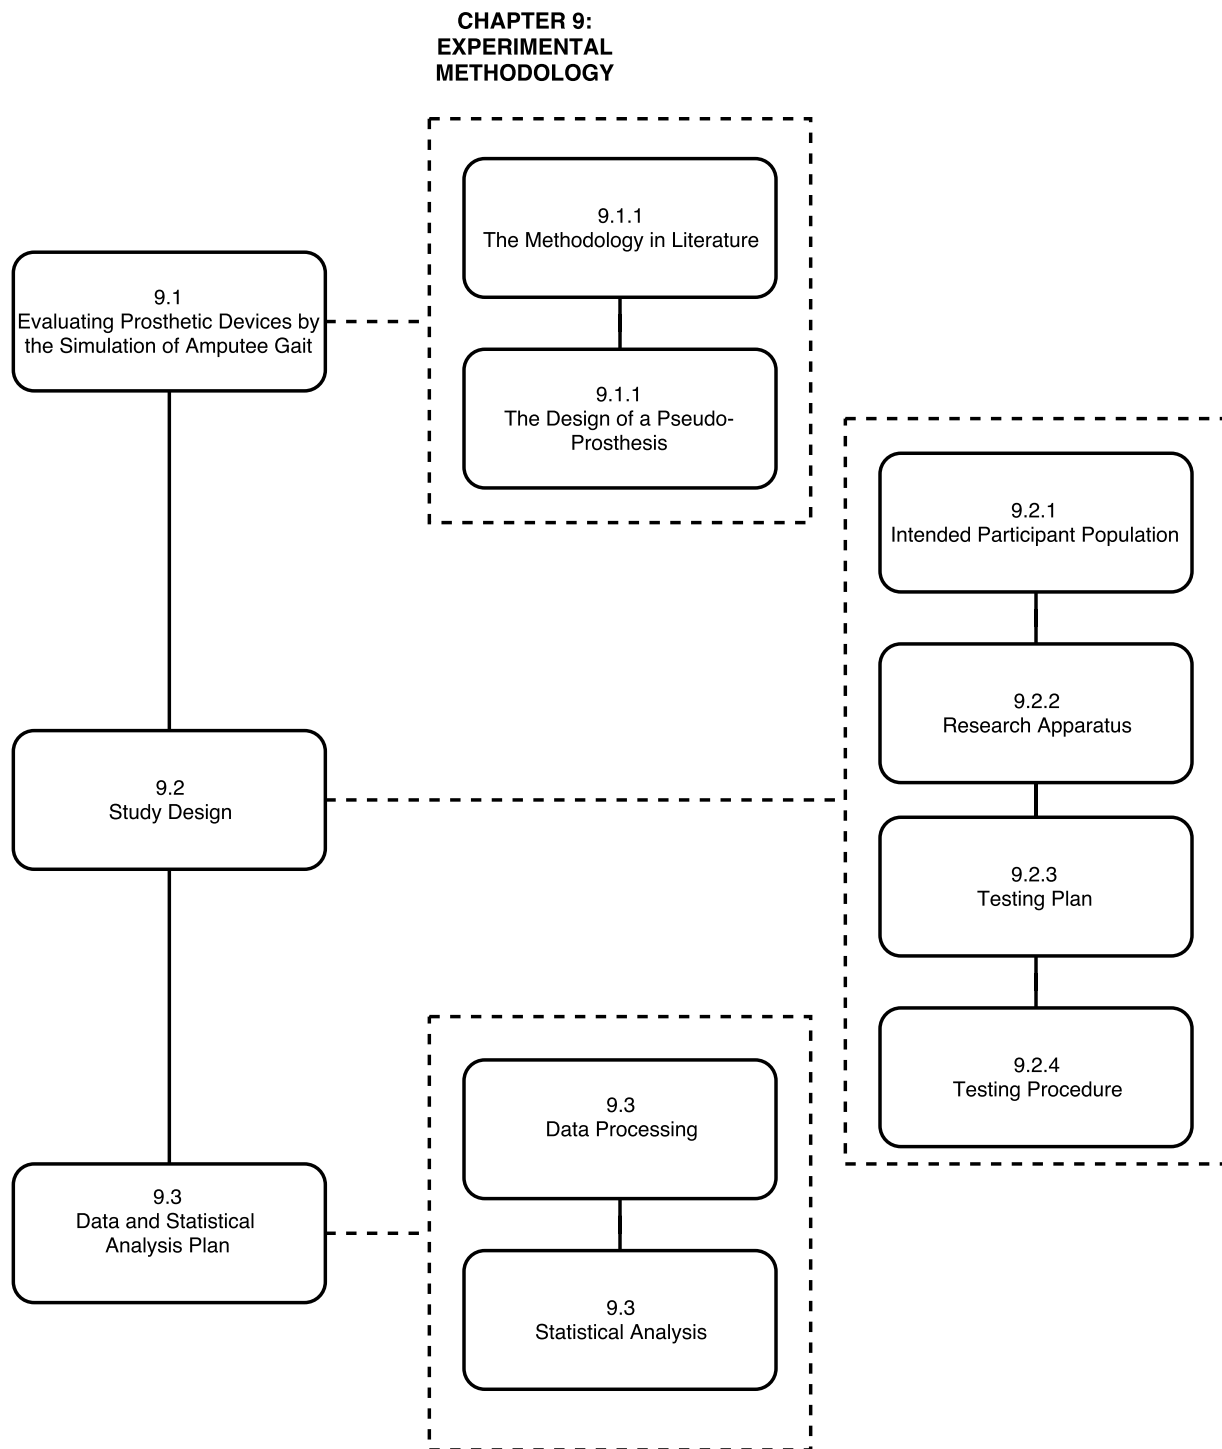 CHAPTER 9:
EXPERIMENTAL
METHODOLOGY
9.1
Evaluating Prosthetic Devices by
the Simulation of Amputee Gait
9.1.1
The Methodology in Literature
9.1.1
The Design of a Pseudo-
Prosthesis
9.2
Study Design
9.2.1
Intended Participant Population
9.2.2
Research Apparatus
9.2.3
Testing Plan
9.2.4
Testing Procedure
9.3
Data and Statistical
Analysis Plan
9.3
Data Processing
9.3
Statistical Analysis